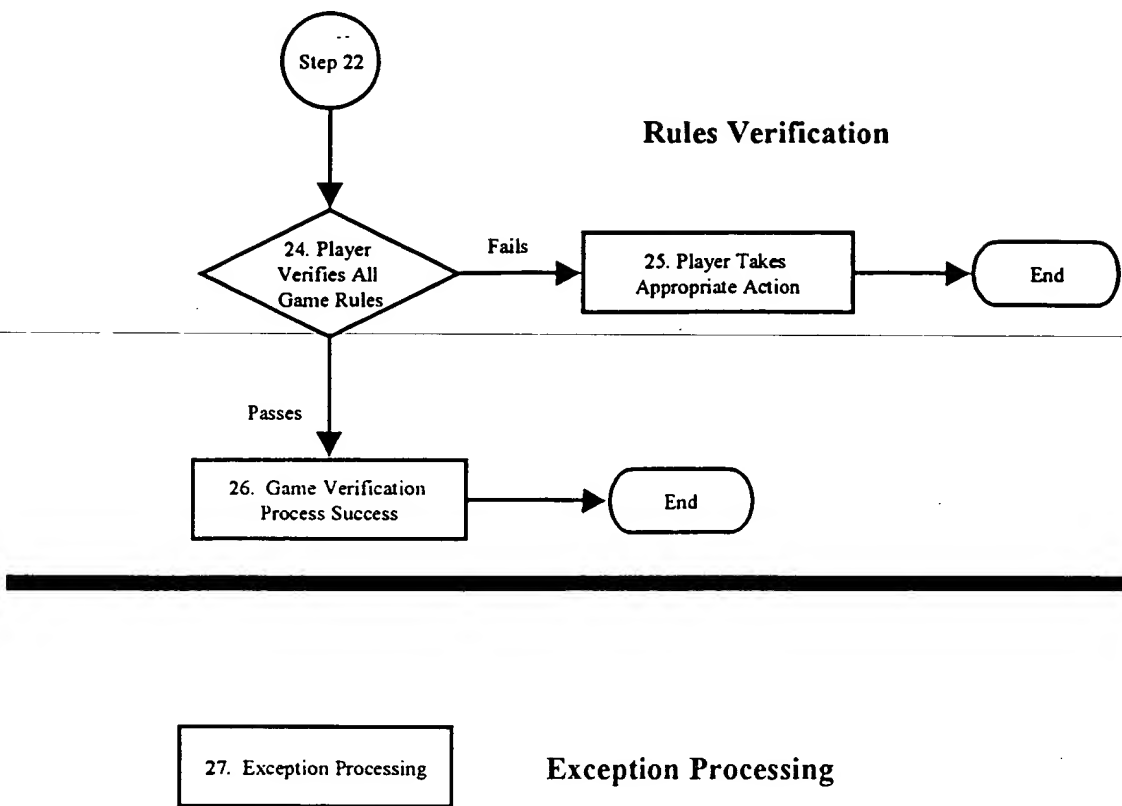 Step 22
Rules Verification
24. Player
Verifies All
Game Rules
Fails
25. Player Takes
Appropriate Action
End
Passes
26. Game Verification
Process Success
End
27. Exception Processing
Exception Processing